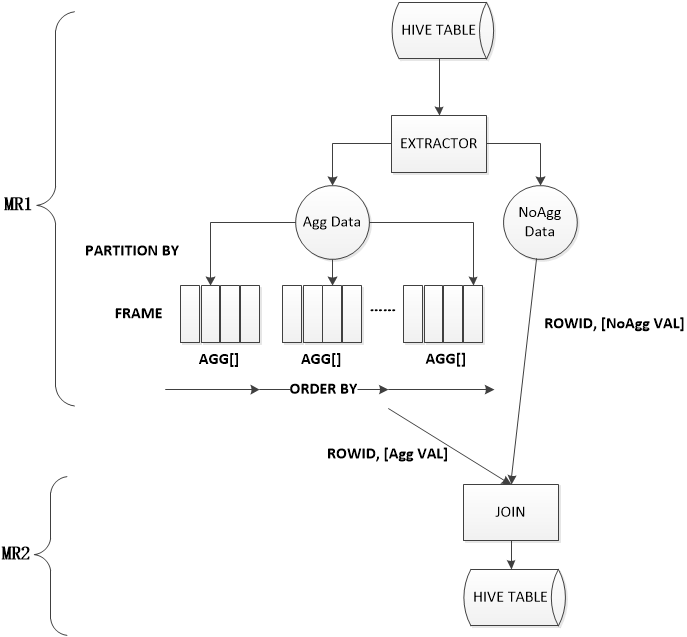 HIVE TABLE
EXTRACTOR
MR1
Agg Data
NoAgg
Data
PARTITION BY
FRAME
......
ROWID, [NoAgg VAL]
AGG[]
AGG[]
AGG[]
ORDER BY
ROWID, [Agg VAL]
JOIN
MR2
HIVE TABLE